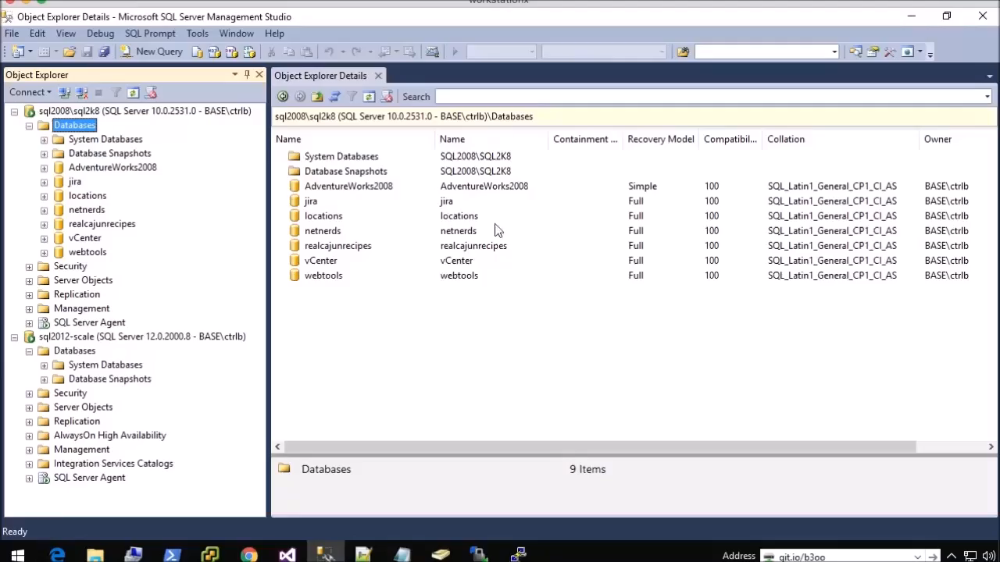 workstationx
Object Explorer Details - Microsoft SQL Server Management Studio
File Edit View Debug SQL Prompt Tools Window Help
New Query
Object Explorer
Connect
sql2008\sql2k8 (SQL Server 10.0.2531.0 - BASE\ctrlb)
Databases
System Databases
Database Snapshots
AdventureWorks2008
jira
locations
netnerds
realcajunrecipes
vCenter
webtools
Security
Server Objects
Replication
Management
SQL Server Agent
sql2012-scale (SQL Server 12.0.2000.8 - BASE\ctrlb)
Databases
System Databases
Database Snapshots
Security
Server Objects
Replication
AlwaysOn High Availability
Management
Integration Services Catalogs
SQL Server Agent
Object Explorer Details
Search
sql2008\sql2k8 (SQL Server 10.0.2531.0 - BASE\ctrlb)\Databases
Name Name Containment ... Recovery Model Compatibil... Collation Owner
System Databases SQL2008\SQL2K8
Database Snapshots SQL2008\SQL2K8
AdventureWorks2008 AdventureWorks2008 Simple 100 SQL_Latin1_General_CP1_CI_AS BASE\ctrlb
jira jira Full 100 SQL_Latin1_General_CP1_CI_AS BASE\ctrlb
locations locations Full 100 SQL_Latin1_General_CP1_CI_AS BASE\ctrlb
netnerds netnerds Full 100 SQL_Latin1_General_CP1_CI_AS BASE\ctrlb
realcajunrecipes realcajunrecipes Full 100 SQL_Latin1_General_CP1_CI_AS BASE\ctrlb
vCenter vCenter Full 100 SQL_Latin1_General_CP1_CI_AS BASE\ctrlb
webtools webtools Full 100 SQL_Latin1_General_CP1_CI_AS BASE\ctrlb
Databases 9 Items
Ready
Address git.io/b3oo